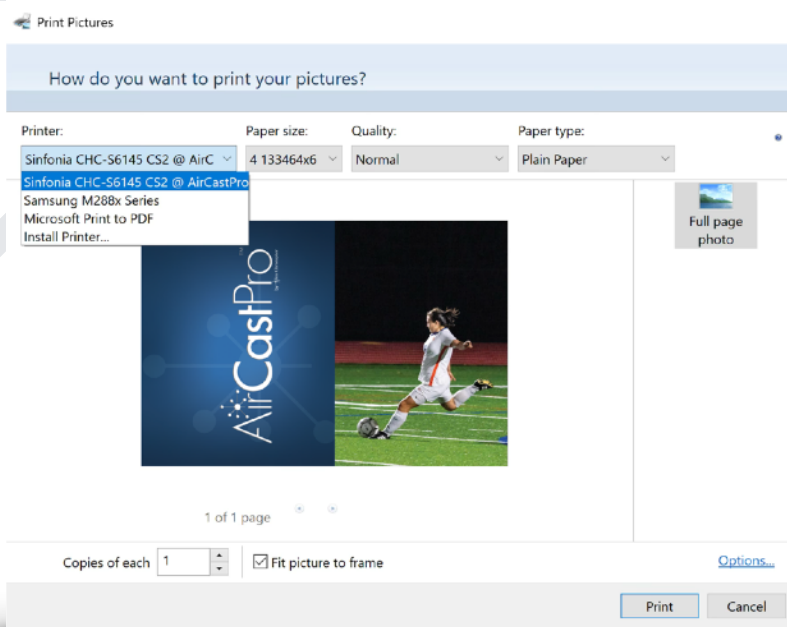 Print Pictures
How do you want to print your pictures?
Printer: Paper size: Quality: Paper type:
Sinfonia CHC-S6145 CS2 @ AirC 4 133464x6 Normal Plain Paper
Sinfonia CHC-S6145 CS2 @ AirCastPro
Samsung M288x Series
Microsoft Print to PDF
Install Printer...
Full page
photo
AirCastPro
1 of 1 page
Copies of each 1 Fit picture to frame Options...
Print Cancel